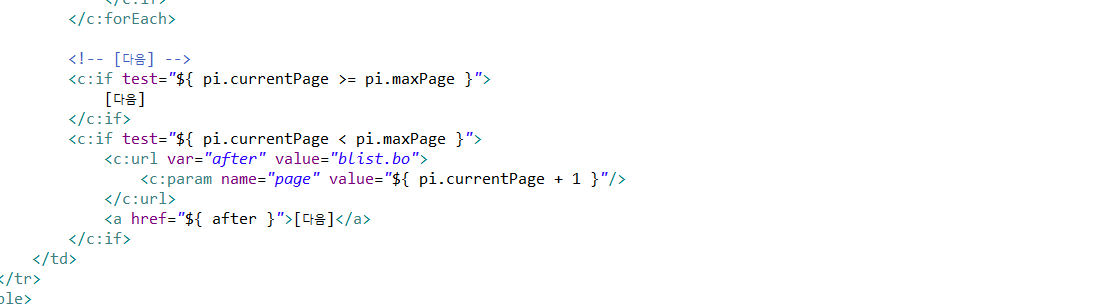 </c:if>
</c:forEach>
<!-- [다음] -->
<c:if test="${ pi.currentPage >= pi.maxPage }">
[다음]
</c:if>
<c:if test="${ pi.currentPage < pi.maxPage }">
<c:url var="after" value="blist.bo">
<c:param name="page" value="${ pi.currentPage + 1 }"/>
</c:url>
<a href="${ after }">[다음]</a>
</c:if>
</td>
</tr>
ble>